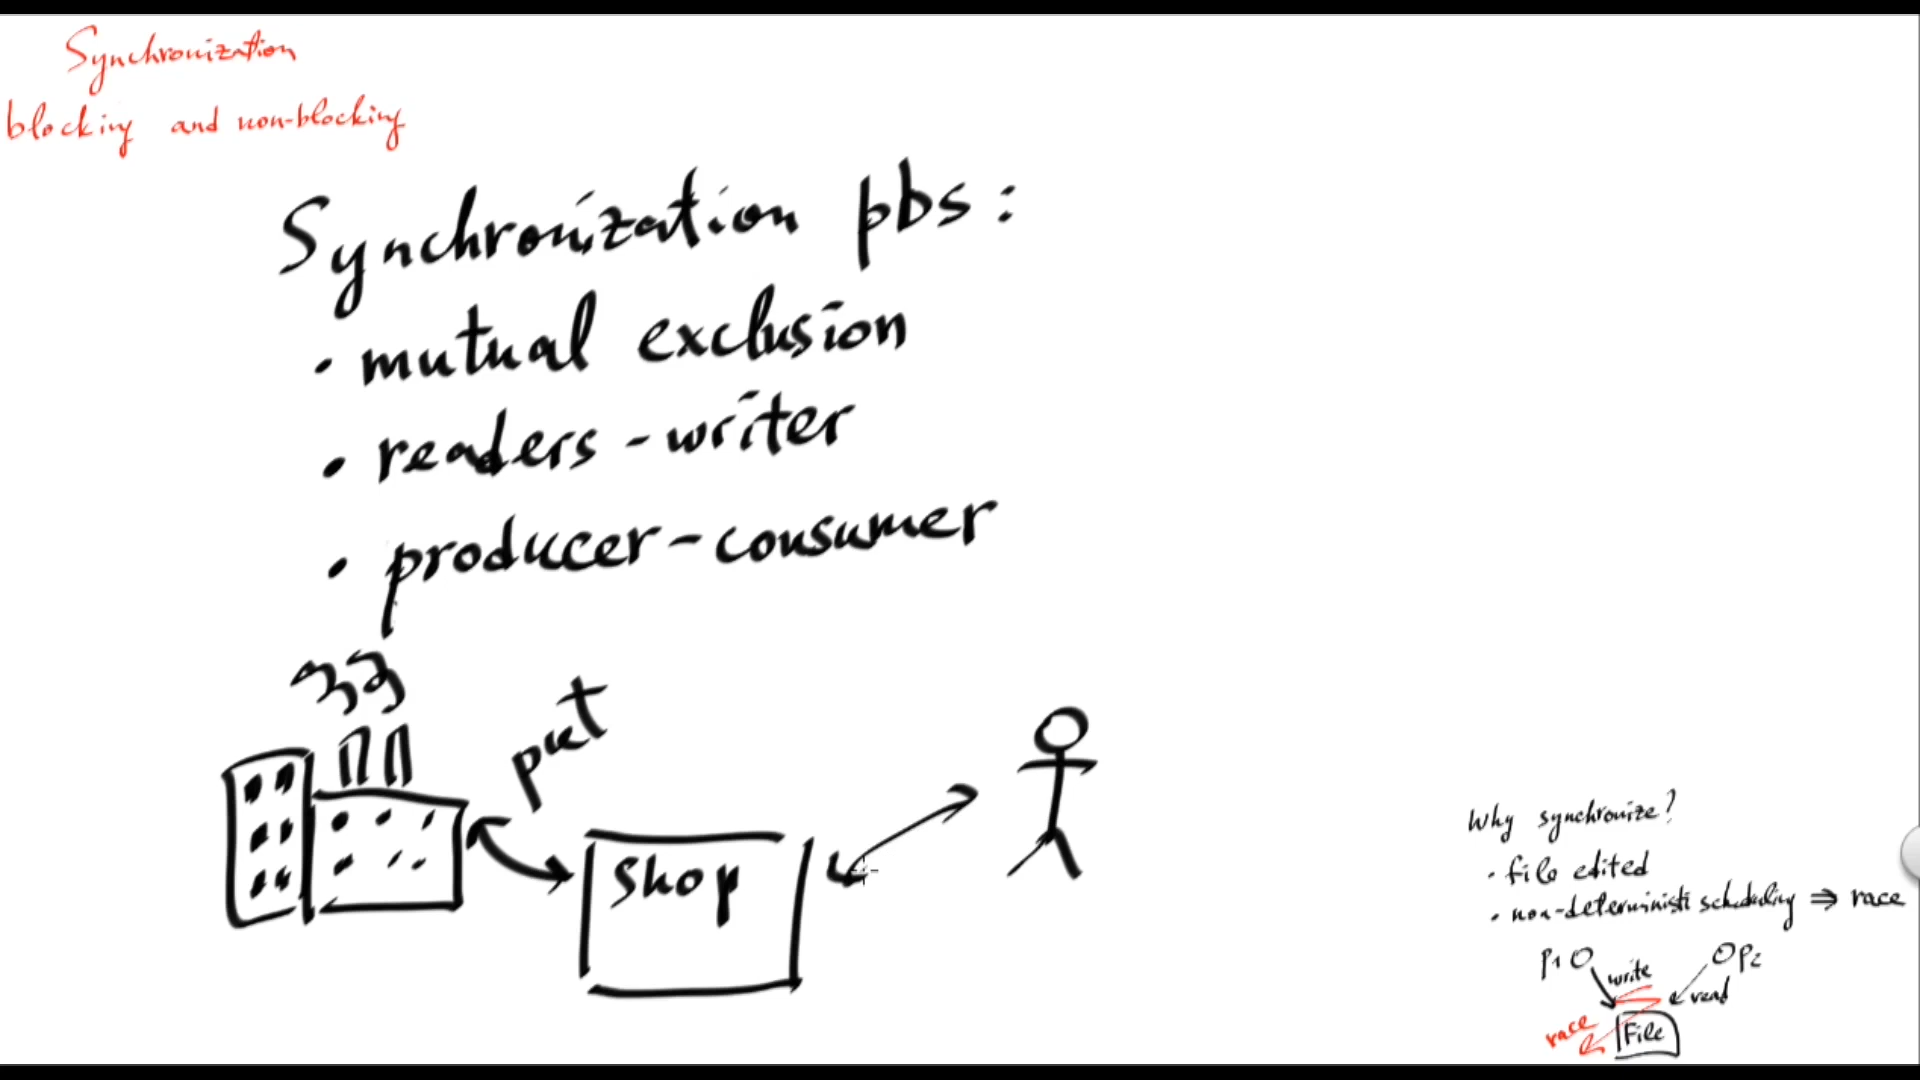 Synchronization
blocking and non-blocking
Synchronization pbs:
• mutual exclusion
• readers-writer
• producer-consumer
put
Shop
Why synchronize?
• file edited
• non-deterministi scheduling ⇒ race
P1 P2
write
read
race
File